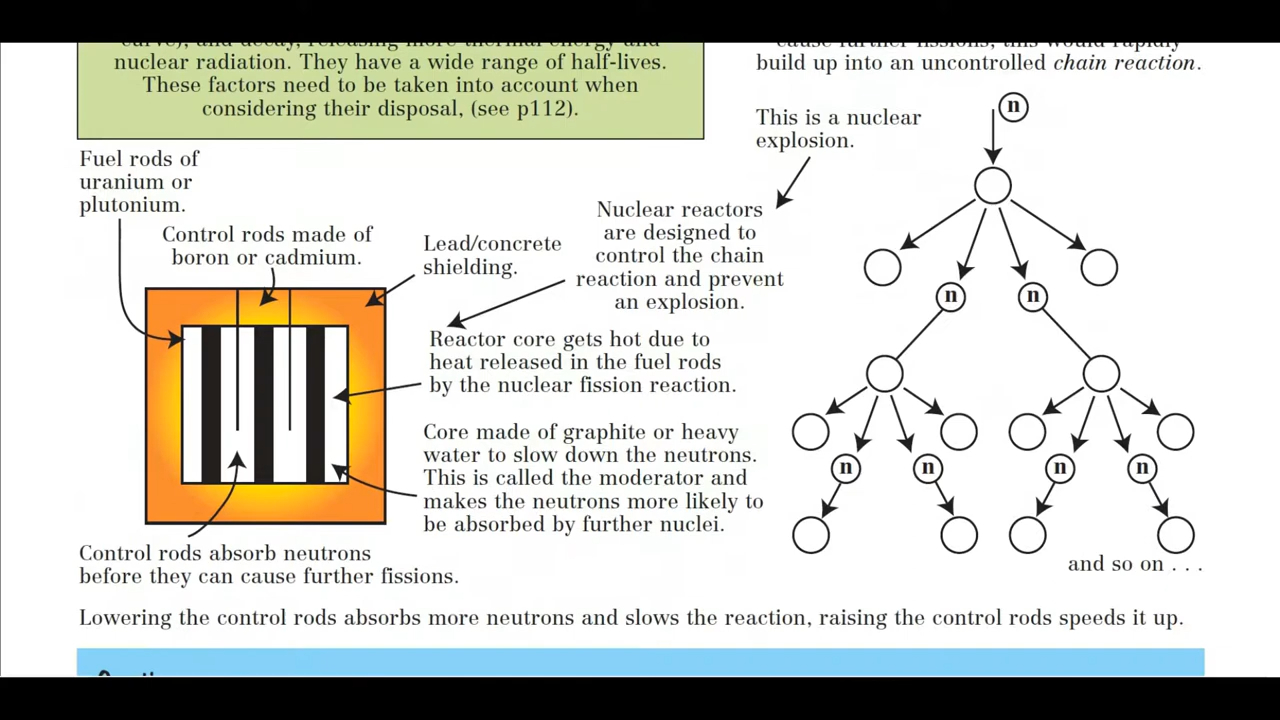 nuclear radiation. They have a wide range of half-lives.
These factors need to be taken into account when
considering their disposal, (see p112).
cause further fissions, this would rapidly
build up into an uncontrolled chain reaction.
This is a nuclear
explosion.
n
Fuel rods of
uranium or
plutonium.
Control rods made of
boron or cadmium.
Lead/concrete
shielding.
Nuclear reactors
are designed to
control the chain
reaction and prevent
an explosion.
n
n
Reactor core gets hot due to
heat released in the fuel rods
by the nuclear fission reaction.
Core made of graphite or heavy
water to slow down the neutrons.
This is called the moderator and
makes the neutrons more likely to
be absorbed by further nuclei.
n
n
n
n
Control rods absorb neutrons
before they can cause further fissions.
and so on . . .
Lowering the control rods absorbs more neutrons and slows the reaction, raising the control rods speeds it up.